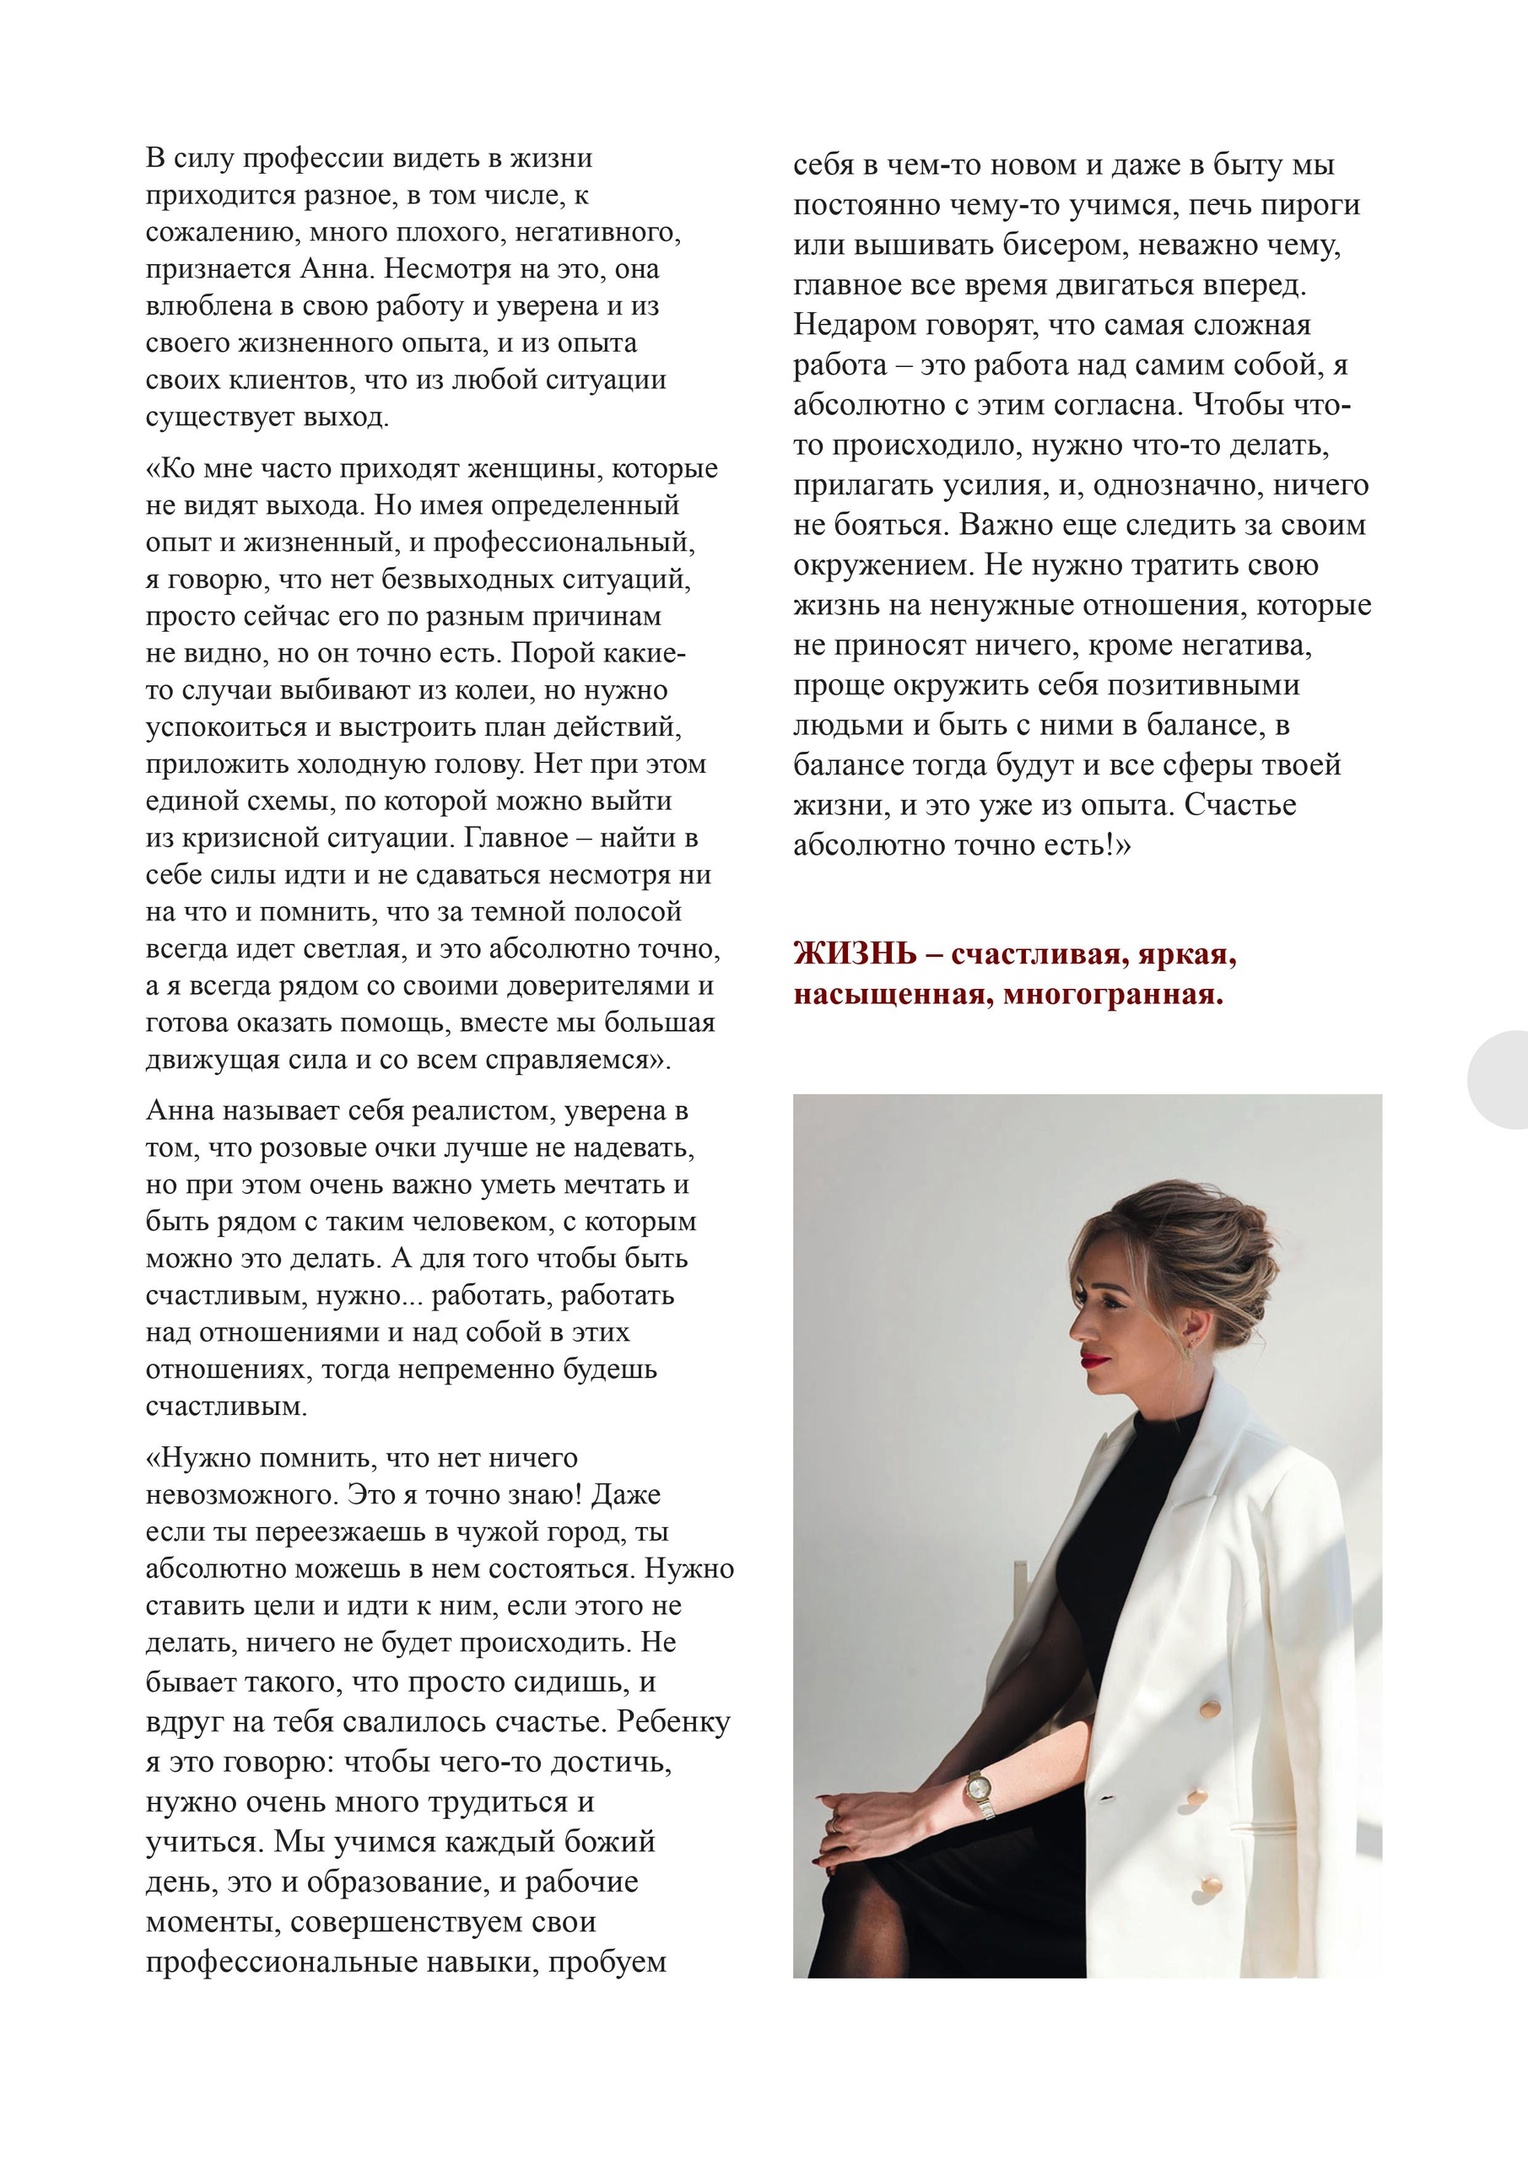 В силу профессии видеть в жизни
приходится разное, в том числе, к
сожалению, много плохого, негативного,
признается Анна. Несмотря на это, она
влюблена в свою работу и уверена и из
своего жизненного опыта, и из опыта
своих клиентов, что из любой ситуации
существует выход.
«Ко мне часто приходят женщины, которые
не видят выхода. Но имея определенный
опыт и жизненный, и профессиональный,
я говорю, что нет безвыходных ситуаций,
просто сейчас его по разным причинам
не видно, но он точно есть. Порой какие-
то случаи выбивают из колеи, но нужно
успокоиться и выстроить план действий,
приложить холодную голову. Нет при этом
единой схемы, по которой можно выйти
из кризисной ситуации. Главное – найти в
себе силы идти и не сдаваться несмотря ни
на что и помнить, что за темной полосой
всегда идет светлая, и это абсолютно точно,
а я всегда рядом со своими доверителями и
готова оказать помощь, вместе мы большая
движущая сила и со всем справляемся».
Анна называет себя реалистом, уверена в
том, что розовые очки лучше не надевать,
но при этом очень важно уметь мечтать и
быть рядом с таким человеком, с которым
можно это делать. А для того чтобы быть
счастливым, нужно... работать, работать
над отношениями и над собой в этих
отношениях, тогда непременно будешь
счастливым.
«Нужно помнить, что нет ничего
невозможного. Это я точно знаю! Даже
если ты переезжаешь в чужой город, ты
абсолютно можешь в нем состояться. Нужно
ставить цели и идти к ним, если этого не
делать, ничего не будет происходить. Не
бывает такого, что просто сидишь, и
вдруг на тебя свалилось счастье. Ребенку
я это говорю: чтобы чего-то достичь,
нужно очень много трудиться и
учиться. Мы учимся каждый божий
день, это и образование, и рабочие
моменты, совершенствуем свои
профессиональные навыки, пробуем
себя в чем-то новом и даже в быту мы
постоянно чему-то учимся, печь пироги
или вышивать бисером, неважно чему,
главное все время двигаться вперед.
Недаром говорят, что самая сложная
работа – это работа над самим собой, я
абсолютно с этим согласна. Чтобы что-
то происходило, нужно что-то делать,
прилагать усилия, и, однозначно, ничего
не бояться. Важно еще следить за своим
окружением. Не нужно тратить свою
жизнь на ненужные отношения, которые
не приносят ничего, кроме негатива,
проще окружить себя позитивными
людьми и быть с ними в балансе, в
балансе тогда будут и все сферы твоей
жизни, и это уже из опыта. Счастье
абсолютно точно есть!»
ЖИЗНЬ – счастливая, яркая,
насыщенная, многогранная.